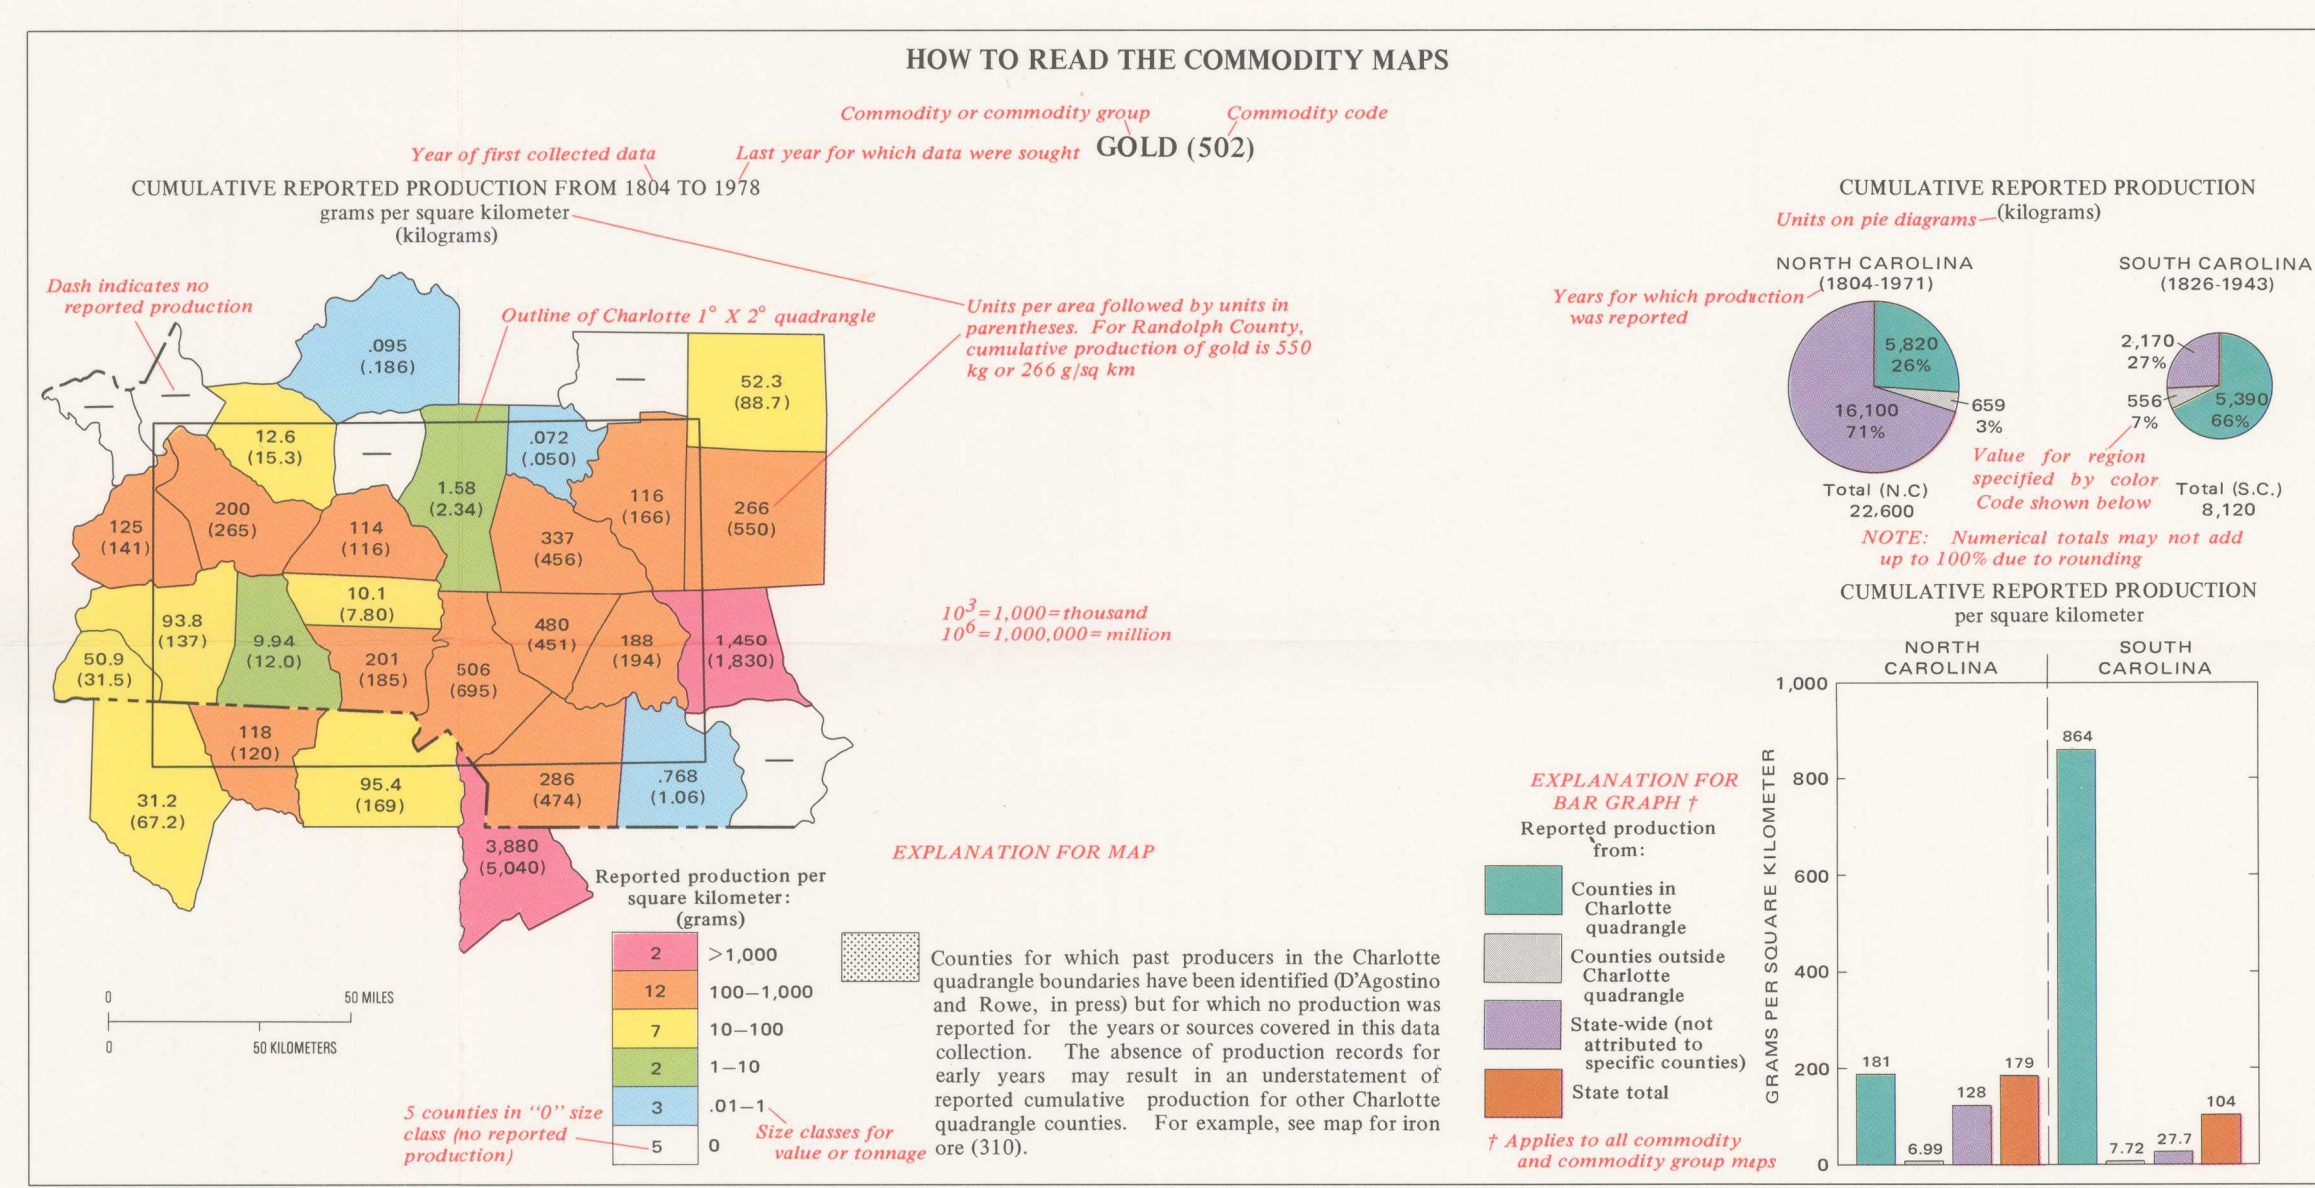 HOW TO READ THE COMMODITY MAPS
Commodity or commodity group
Commodity code
GOLD (502)
Year of first collected data
Last year for which data were sought
CUMULATIVE REPORTED PRODUCTION FROM 1804 TO 1978
grams per square kilometer
(kilograms)
Dash indicates no
reported production
Outline of Charlotte 1° X 2° quadrangle
Units per area followed by units in
parentheses. For Randolph County,
cumulative production of gold is 550
kg or 266 g/sq km
.095
(.186)
—
—
—
52.3
(88.7)
12.6
(15.3)
—
.072
(.050)
1.58
(2.34)
116
(166)
266
(550)
125
(141)
200
(265)
114
(116)
337
(456)
93.8
(137)
9.94
(12.0)
10.1
(7.80)
480
(451)
188
(194)
1,450
(1,830)
50.9
(31.5)
201
(185)
506
(695)
118
(120)
31.2
(67.2)
95.4
(169)
286
(474)
.768
(1.06)
—
3,880
(5,040)
10³=1,000=thousand
10⁶=1,000,000=million
EXPLANATION FOR MAP
Reported production per
square kilometer:
(grams)
2 >1,000
12 100–1,000
7 10–100
2 1–10
3 .01–1
5 0
5 counties in "0" size
class (no reported
production)
Size classes for
value or tonnage
0 50 MILES
0 50 KILOMETERS
Counties for which past producers in the Charlotte
quadrangle boundaries have been identified (D'Agostino
and Rowe, in press) but for which no production was
reported for the years or sources covered in this data
collection. The absence of production records for
early years may result in an understatement of
reported cumulative production for other Charlotte
quadrangle counties. For example, see map for iron
ore (310).
CUMULATIVE REPORTED PRODUCTION
(kilograms)
Units on pie diagrams
NORTH CAROLINA
(1804-1971)
Years for which production
was reported
5,820
26%
659
3%
16,100
71%
Total (N.C)
22,600
SOUTH CAROLINA
(1826-1943)
2,170
27%
556
7%
5,390
66%
Total (S.C.)
8,120
Value for region
specified by color
Code shown below
NOTE: Numerical totals may not add
up to 100% due to rounding
CUMULATIVE REPORTED PRODUCTION
per square kilometer
NORTH
CAROLINA
SOUTH
CAROLINA
GRAMS PER SQUARE KILOMETER
1,000
800
600
400
200
0
181
6.99
128
179
864
7.72
27.7
104
EXPLANATION FOR
BAR GRAPH †
Reported production
from:
Counties in
Charlotte
quadrangle
Counties outside
Charlotte
quadrangle
State-wide (not
attributed to
specific counties)
State total
† Applies to all commodity
and commodity group maps